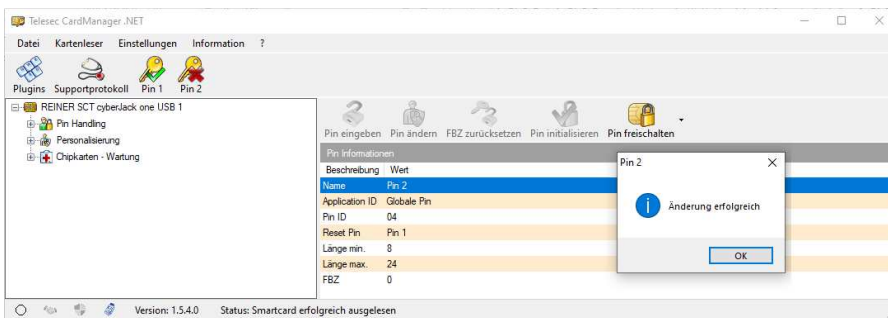 Telesec CardManager .NET
Datei Kartenleser Einstellungen Information ?
Plugins Supportprotokoll Pin 1 Pin 2
REINER SCT cyberJack one USB 1
Pin Handling
Personalisierung
Chipkarten - Wartung
Pin eingeben Pin ändern FBZ zurücksetzen Pin initialisieren Pin freischalten
Pin Informationen
Beschreibung Wert
Name Pin 2
Application ID Globale Pin
Pin ID 04
Reset Pin Pin 1
Länge min. 8
Länge max. 24
FBZ 0
Pin 2
Änderung erfolgreich
OK
Version: 1.5.4.0 Status: Smartcard erfolgreich ausgelesen